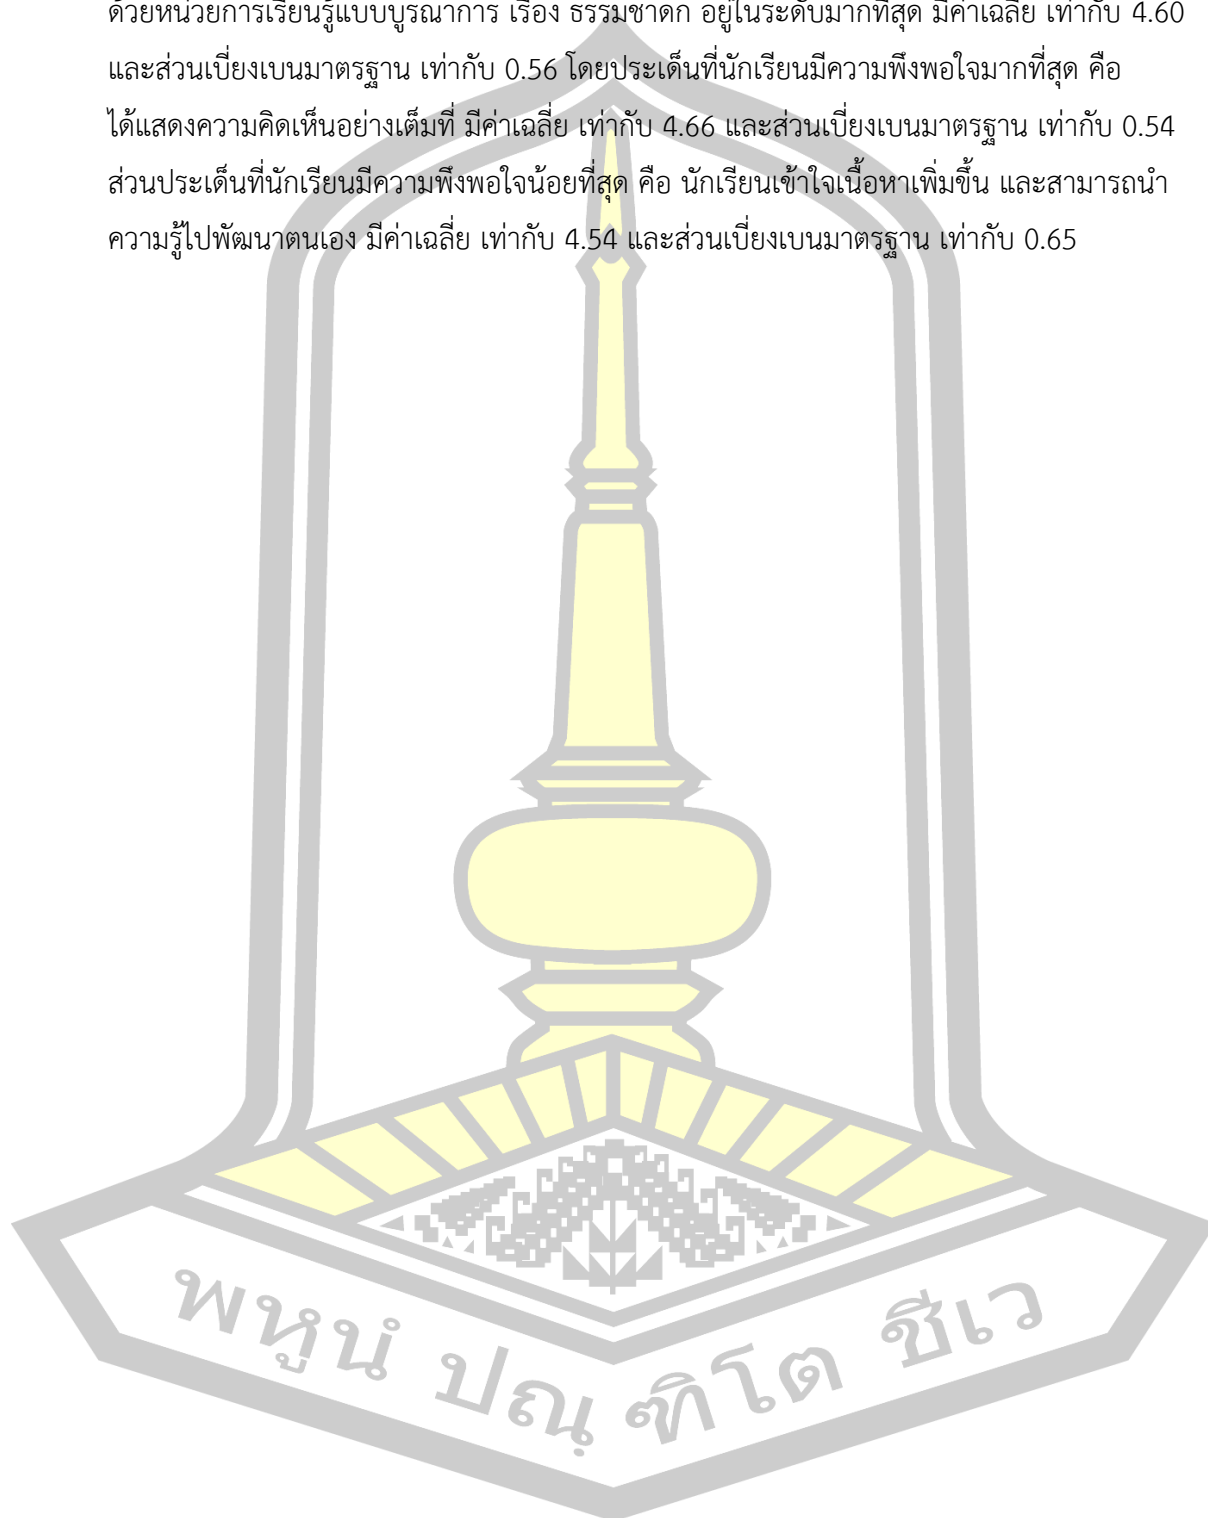 ด้วยหน่วยการเรียนรู้แบบบูรณาการ เรื่อง ธรรมชาดก อยู่ในระดับมากที่สุด มีค่าเฉลี่ย เท่ากับ 4.60
และส่วนเบี่ยงเบนมาตรฐาน เท่ากับ 0.56 โดยประเด็นที่นักเรียนมีความพึงพอใจมากที่สุด คือ
ได้แสดงความคิดเห็นอย่างเต็มที่ มีค่าเฉลี่ย เท่ากับ 4.66 และส่วนเบี่ยงเบนมาตรฐาน เท่ากับ 0.54
ส่วนประเด็นที่นักเรียนมีความพึงพอใจน้อยที่สุด คือ นักเรียนเข้าใจเนื้อหาเพิ่มขึ้น และสามารถนำ
ความรู้ไปพัฒนาตนเอง มีค่าเฉลี่ย เท่ากับ 4.54 และส่วนเบี่ยงเบนมาตรฐาน เท่ากับ 0.65
พหูนํ ปณฺฑิโต ชีเว